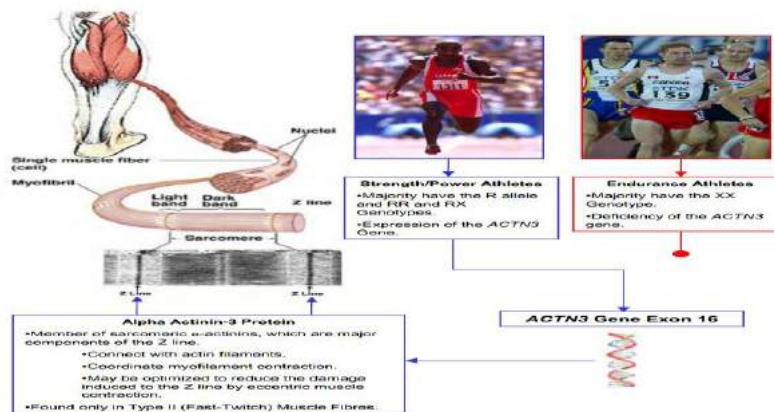 Nuclei
Single muscle fiber
(cell)
Myofibril
Light
band
Dark
band
Z line
Sarcomere
Z Line
Z Line
1311
139
Strength/Power Athletes
•Majority have the R allele
and RR and RX
Genotypes.
•Expression of the ACTN3
Gene.
Endurance Athletes
•Majority have the XX
Genotype.
•Deficiency of the ACTN3
gene.
ACTN3 Gene Exon 16
Alpha Actinin-3 Protein
•Member of sarcomeric α-actinins, which are major
components of the Z line.
•Connect with actin filaments.
•Coordinate myofilament contraction.
•May be optimized to reduce the damage
induced to the Z line by eccentric muscle
contraction.
•Found only in Type II (Fast-Twitch) Muscle Fibres.